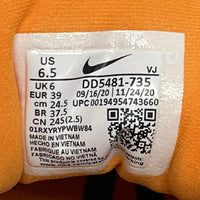 US
6.5
VJ
UK 6
EUR 39
cm 24.5
BR 37.5
CN 245(2.5)
DD5481-735
09/16/20 11/24/20
UPC 00194954743660
01RXYRYPWBW84
MADE IN VIETNAM
FABRIQUÉ AU VIETNAM
HECHO EN VIETNAM
FABRICADO NO VIETNAM